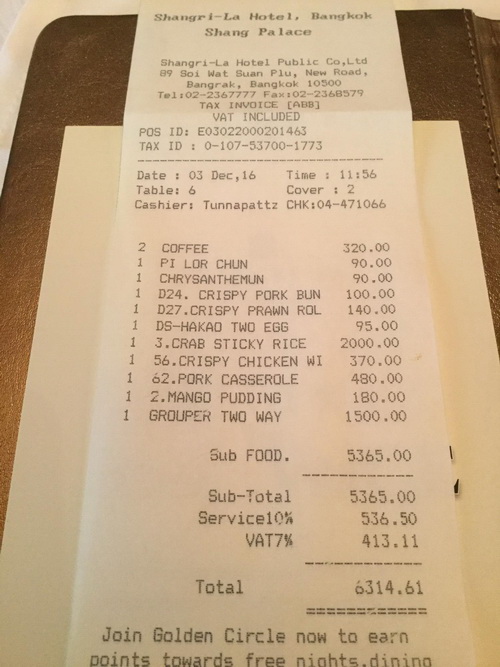 Shangri-La Hotel, Bangkok
Shang Palace
Shangri-La Hotel Public Co,Ltd
89 Soi Wat Suan Plu, New Road,
Bangrak, Bangkok 10500
Tel:02-2367777 Fax:02-2368579
TAX INVOICE [ABB]
VAT INCLUDED
POS ID: E03022000201463
TAX ID : 0-107-53700-1773
Date : 03 Dec,16 Time : 11:56
Table: 6 Cover : 2
Cashier: Tunnapattz CHK:04-471066
2 COFFEE 320.00
1 PI LOR CHUN 90.00
1 CHRYSANTHEMUN 90.00
1 D24. CRISPY PORK BUN 100.00
1 D27.CRISPY PRAWN ROL 140.00
1 DS-HAKAO TWO EGG 95.00
1 3.CRAB STICKY RICE 2000.00
1 56.CRISPY CHICKEN WI 370.00
1 62.PORK CASSEROLE 480.00
1 2.MANGO PUDDING 180.00
1 GROUPER TWO WAY 1500.00
Sub FOOD. 5365.00
Sub-Total 5365.00
Service10% 536.50
VAT7% 413.11
Total 6314.61
Join Golden Circle now to earn
points towards free nights,dining